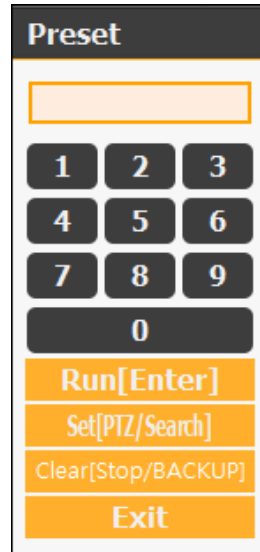 Preset
1 2 3
4 5 6
7 8 9
0
Run[Enter]
Set[PTZ/Search]
Clear[Stop/BACKUP]
Exit